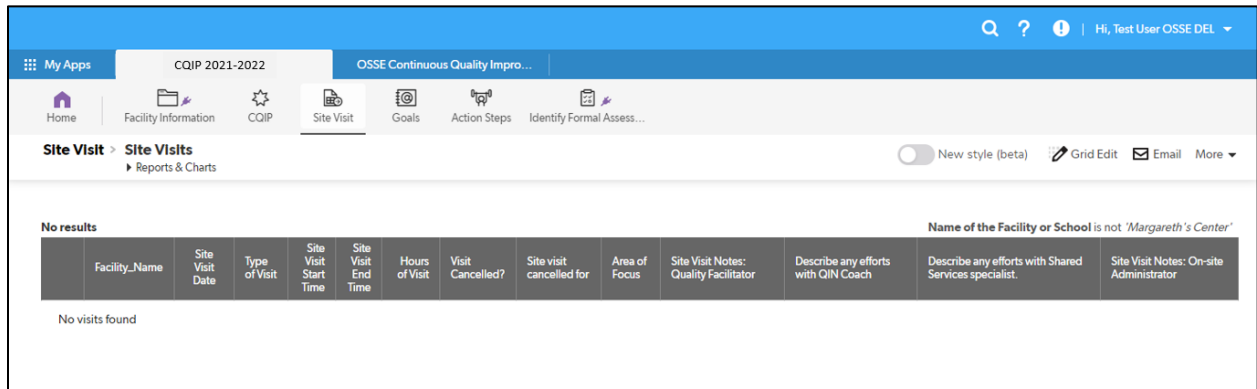 Hi, Test User OSSE DEL
My Apps
CQIP 2021-2022
OSSE Continuous Quality Impro...
Home
Facility Information
CQIP
Site Visit
Goals
Action Steps
Identify Formal Assess...
Site Visit > Site Visits
Reports & Charts
New style (beta)
Grid Edit
Email
More
No results
Name of the Facility or School is not 'Margareth's Center'
Facility_Name
Site
Visit
Date
Type
of Visit
Site
Visit
Start
Time
Site
Visit
End
Time
Hours
of Visit
Visit
Cancelled?
Site visit
cancelled for
Area of
Focus
Site Visit Notes:
Quality Facilitator
Describe any efforts
with QIN Coach
Describe any efforts with Shared
Services specialist.
Site Visit Notes: On-site
Administrator
No visits found